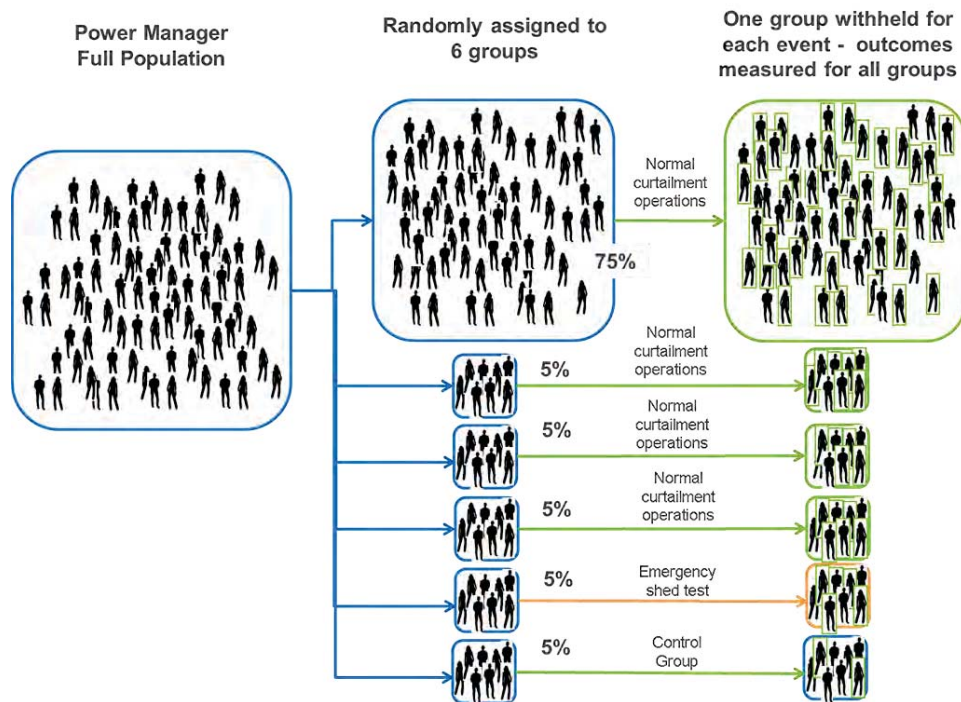 Power Manager
Full Population
Randomly assigned to
6 groups
One group withheld for
each event - outcomes
measured for all groups
Normal
curtailment
operations
75%
Normal
curtailment
operations
5%
Normal
curtailment
operations
5%
Normal
curtailment
operations
5%
Emergency
shed test
5%
Control
Group
5%